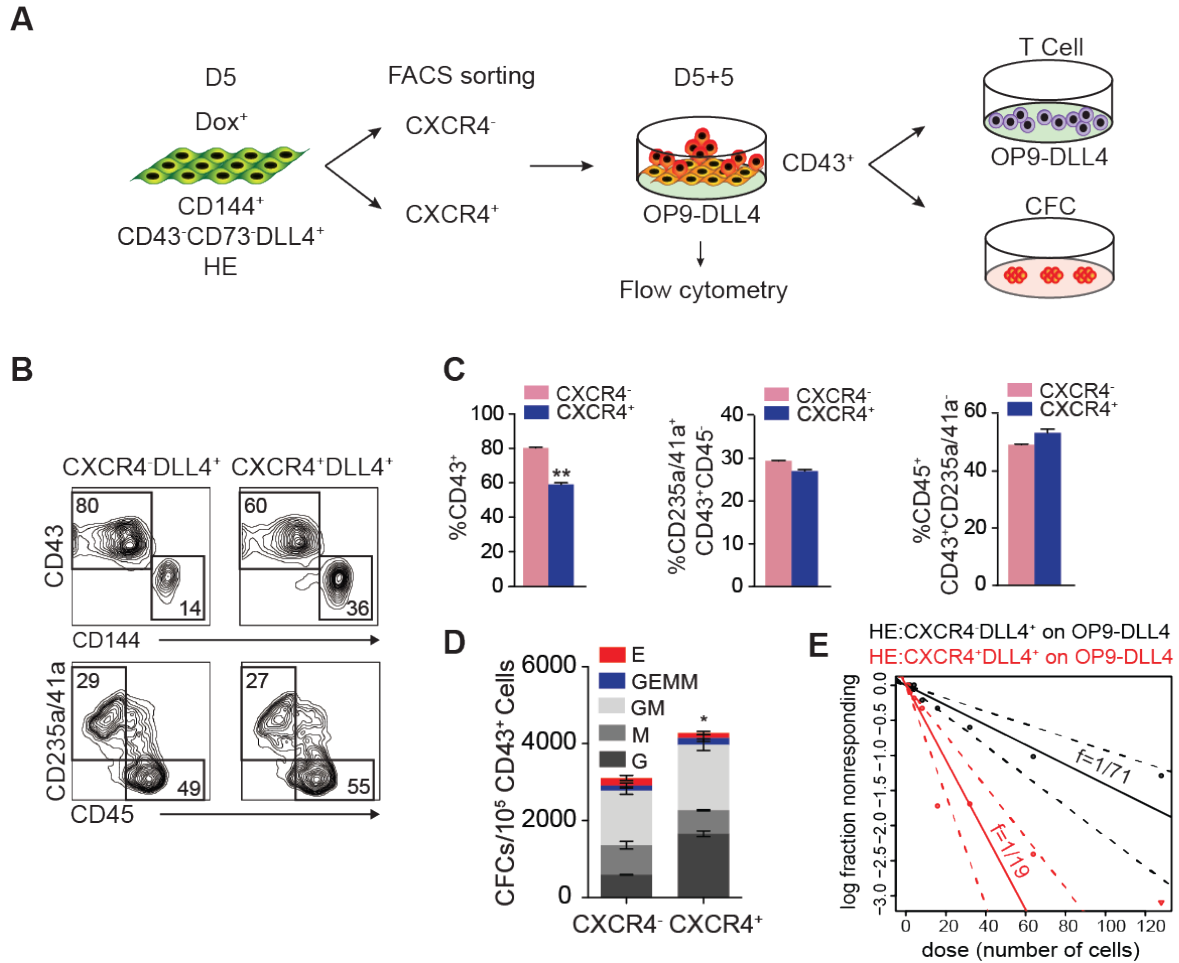 A
D5
Dox⁺
CD144⁺
CD43⁻CD73⁻DLL4⁺
HE
FACS sorting
CXCR4⁻
CXCR4⁺
D5+5
OP9-DLL4
Flow cytometry
CD43⁺
T Cell
OP9-DLL4
CFC
B
CXCR4⁻DLL4⁺ CXCR4⁺DLL4⁺
CD43
80
14
60
36
CD144
CD235a/41a
29
49
27
55
CD45
C
CXCR4⁻
CXCR4⁺
%CD43⁺
100
80
60
40
20
0
**
CXCR4⁻
CXCR4⁺
%CD235a/41a⁺
CD43⁺CD45⁻
40
30
20
10
0
CXCR4⁻
CXCR4⁺
%CD45⁺
CD43⁺CD235a/41a⁻
60
40
20
0
D
E
GEMM
GM
M
G
CFCs/10⁵ CD43⁺ Cells
6000
4000
2000
0
*
CXCR4⁻ CXCR4⁺
E
HE:CXCR4⁻DLL4⁺ on OP9-DLL4
HE:CXCR4⁺DLL4⁺ on OP9-DLL4
log fraction nonresponding
0.0
-0.5
-1.0
-1.5
-2.0
-2.5
-3.0
f=1/71
f=1/19
0 20 40 60 80 100 120
dose (number of cells)